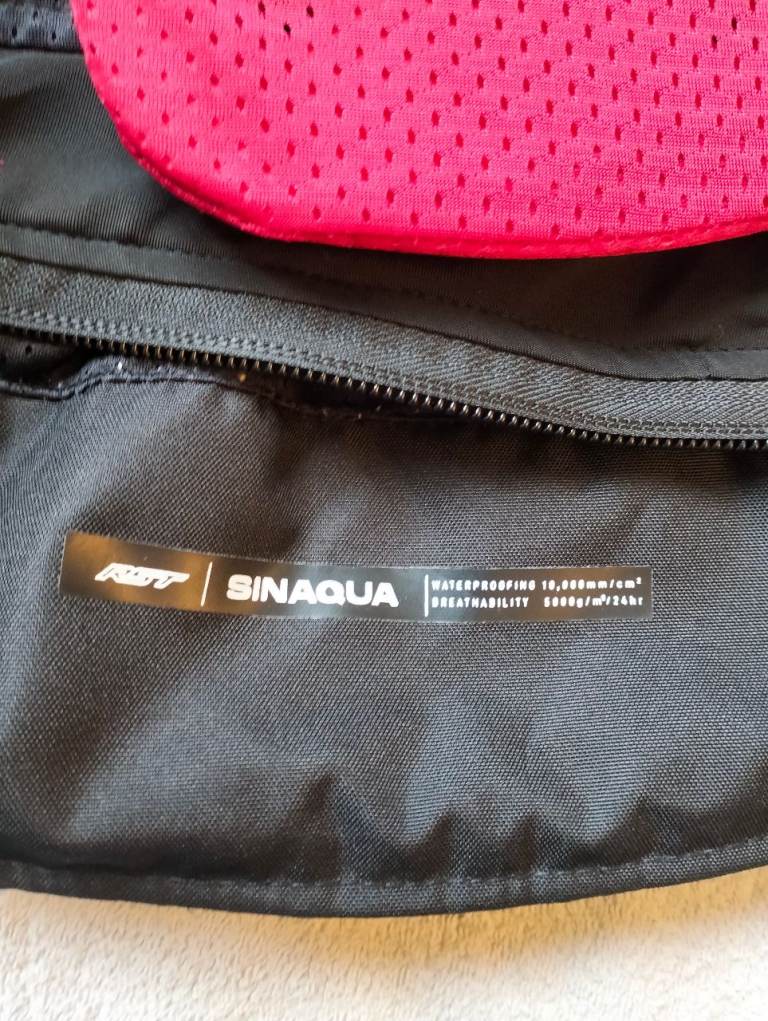 RST | SINAQUA
WATERPROOFING 10,000mm/cm²
BREATHABILITY 5000g/m²/24hr